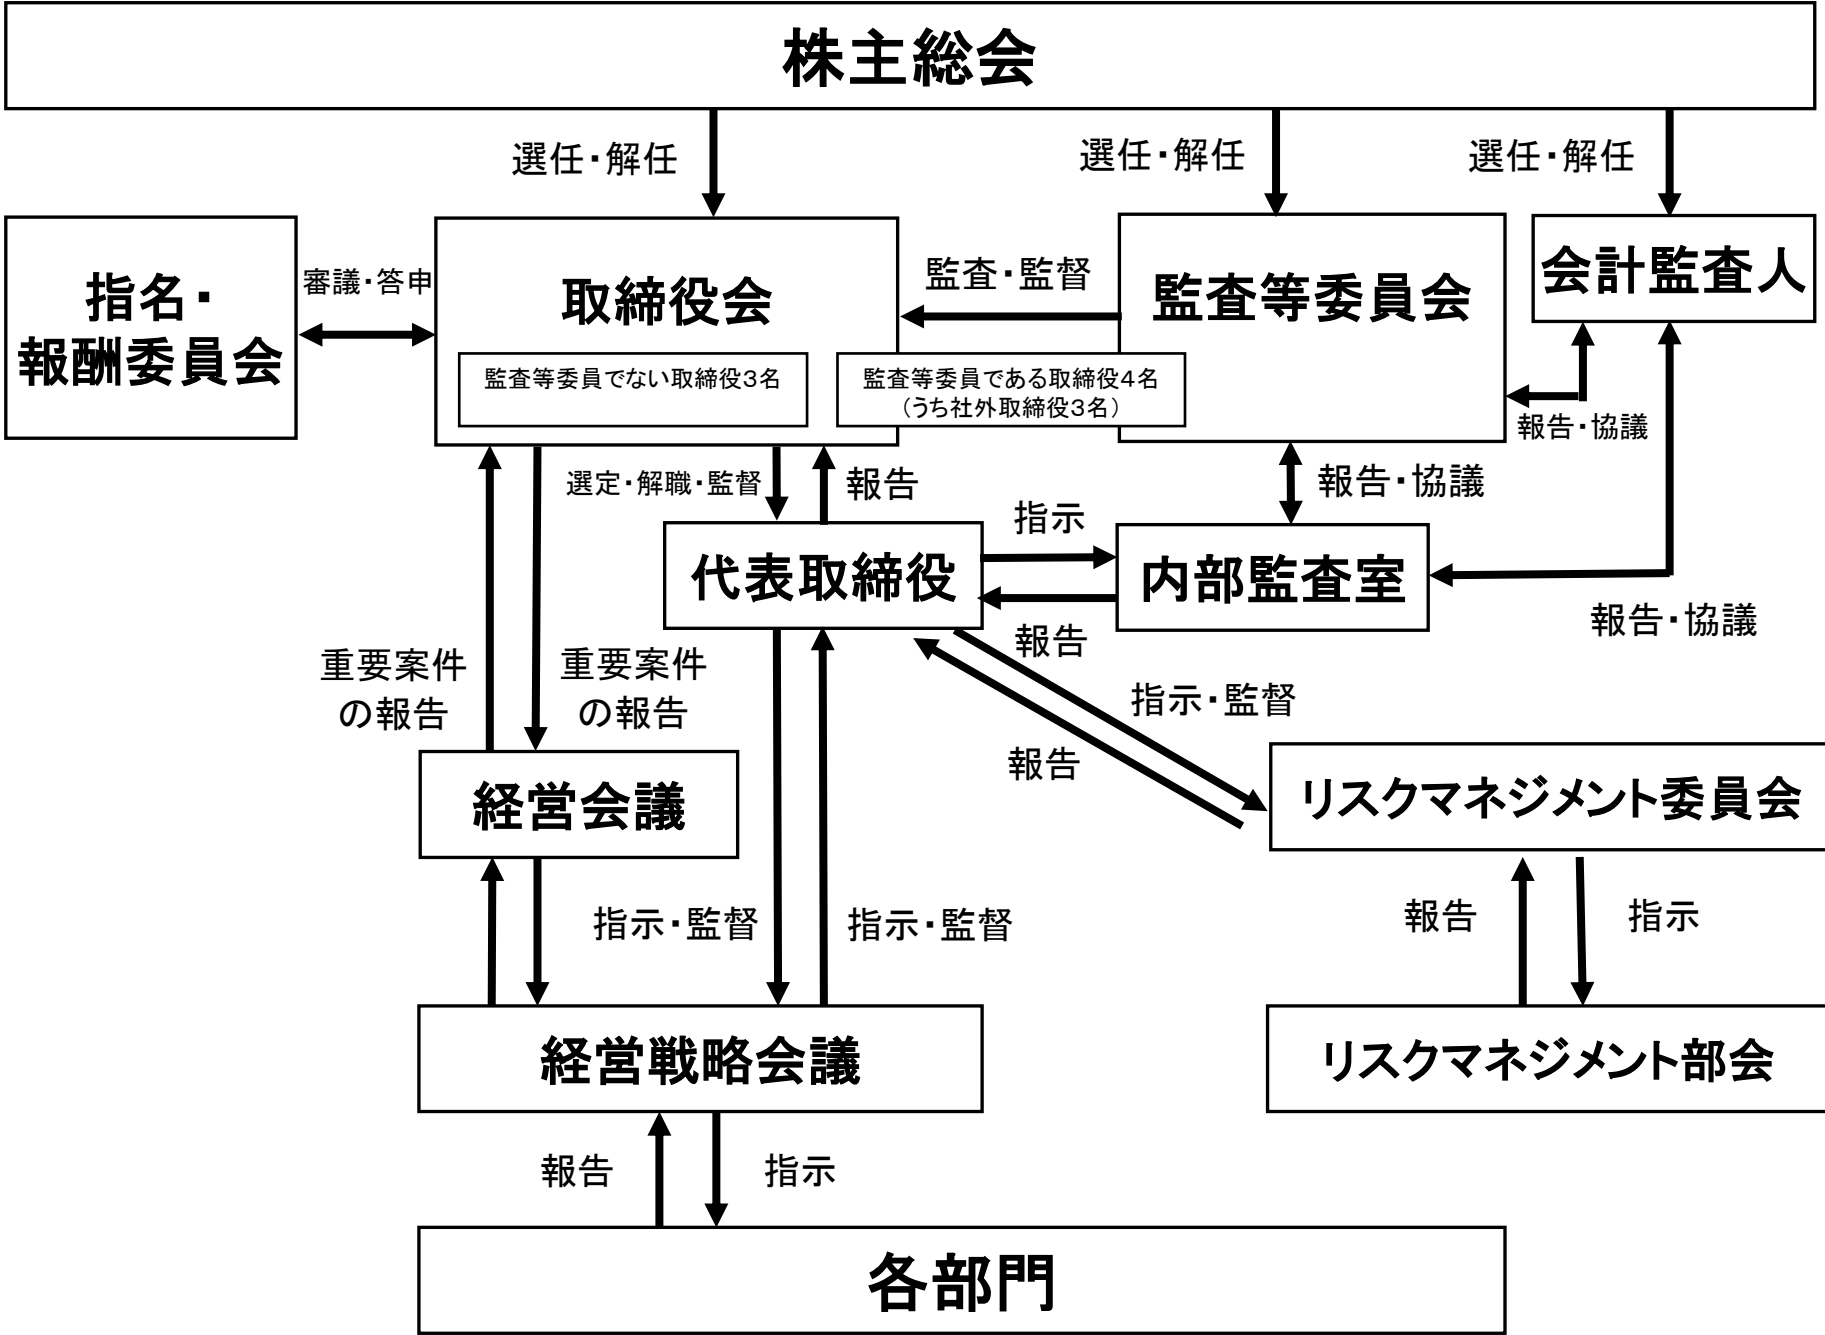 株主総会
選任・解任
選任・解任
選任・解任
指名・
報酬委員会
審議・答申
取締役会
監査等委員でない取締役3名
監査・監督
監査等委員会
監査等委員である取締役4名
（うち社外取締役3名）
会計監査人
報告・協議
選定・解職・監督
報告
報告・協議
代表取締役
指示
報告
内部監査室
報告・協議
重要案件
の報告
重要案件
の報告
指示・監督
報告
経営会議
リスクマネジメント委員会
指示・監督
指示・監督
報告
指示
経営戦略会議
リスクマネジメント部会
報告
指示
各部門